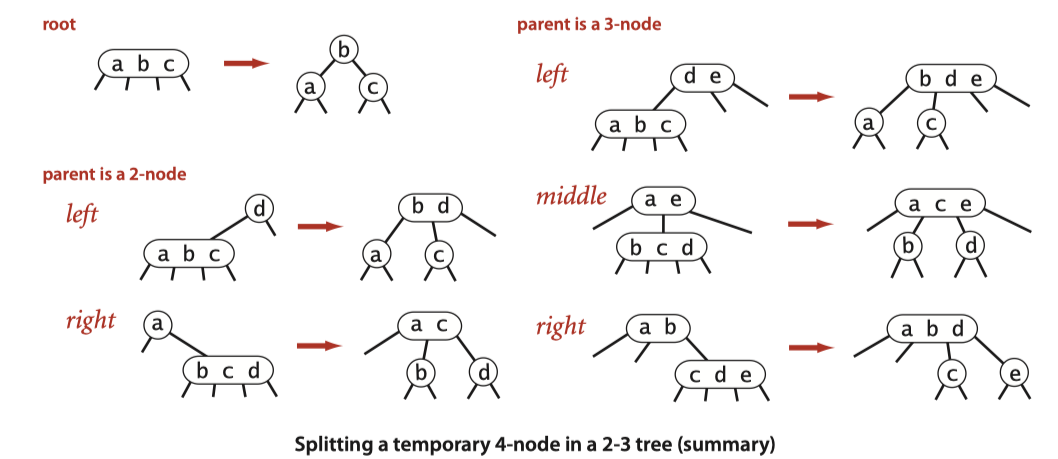 root
a b c
b
a c
parent is a 2-node
left
d
a b c
b d
a c
right
a
b c d
a c
b d
parent is a 3-node
left
d e
a b c
b d e
a c
middle
a e
b c d
a c e
b d
right
a b
c d e
a b d
c e
Splitting a temporary 4-node in a 2-3 tree (summary)